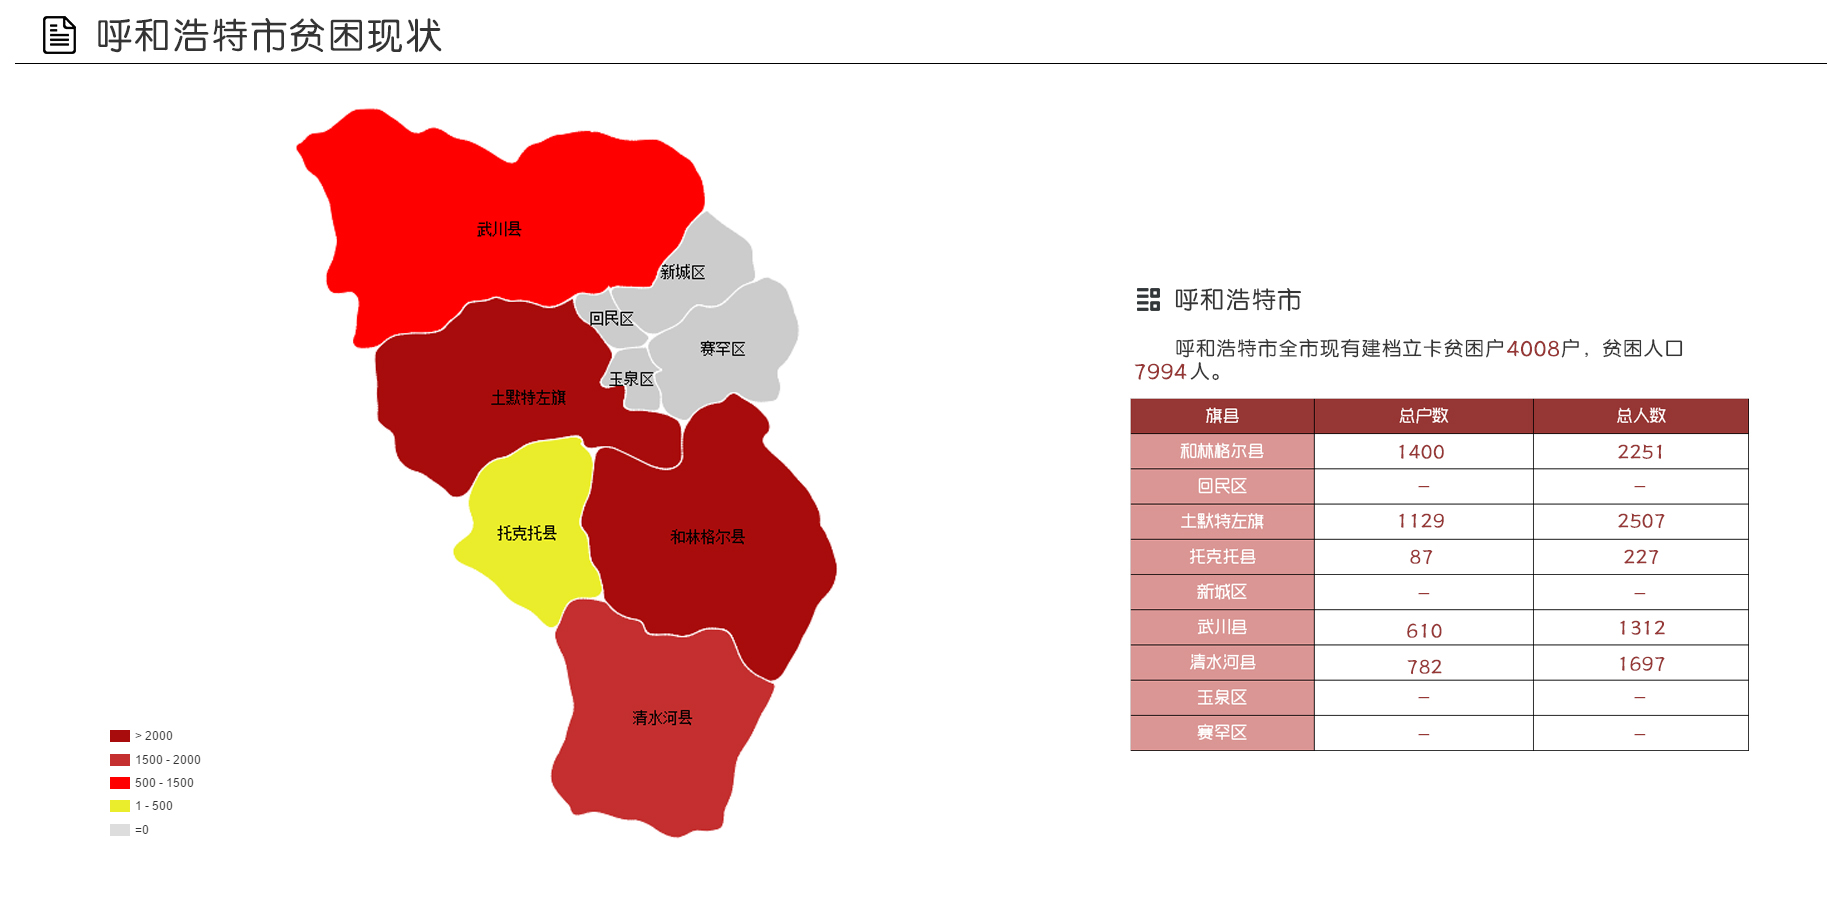 呼和浩特市贫困现状
武川县
新城区
回民区
赛罕区
玉泉区
土默特左旗
托克托县
和林格尔县
清水河县
> 2000
1500 - 2000
500 - 1500
1 - 500
=0
呼和浩特市
呼和浩特市全市现有建档立卡贫困户4008户，贫困人口
7994人。
旗县 总户数 总人数
和林格尔县 1400 2251
回民区 – –
土默特左旗 1129 2507
托克托县 87 227
新城区 – –
武川县 610 1312
清水河县 782 1697
玉泉区 – –
赛罕区 – –